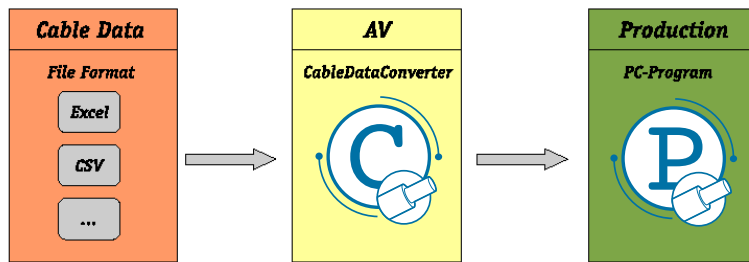 Cable Data
File Format
Excel
CSV
...
AV
CableDataConverter
C
Production
PC-Program
P